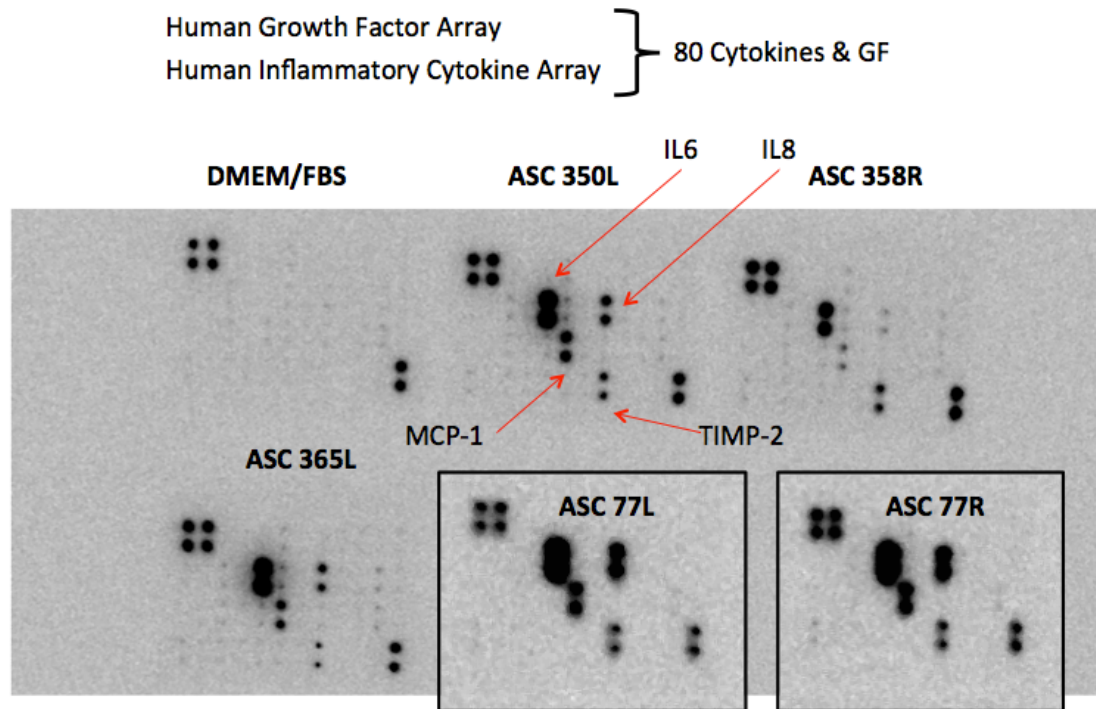 Human Growth Factor Array
Human Inflammatory Cytokine Array
80 Cytokines & GF
IL6
IL8
DMEM/FBS
ASC 350L
ASC 358R
MCP-1
TIMP-2
ASC 365L
ASC 77L
ASC 77R